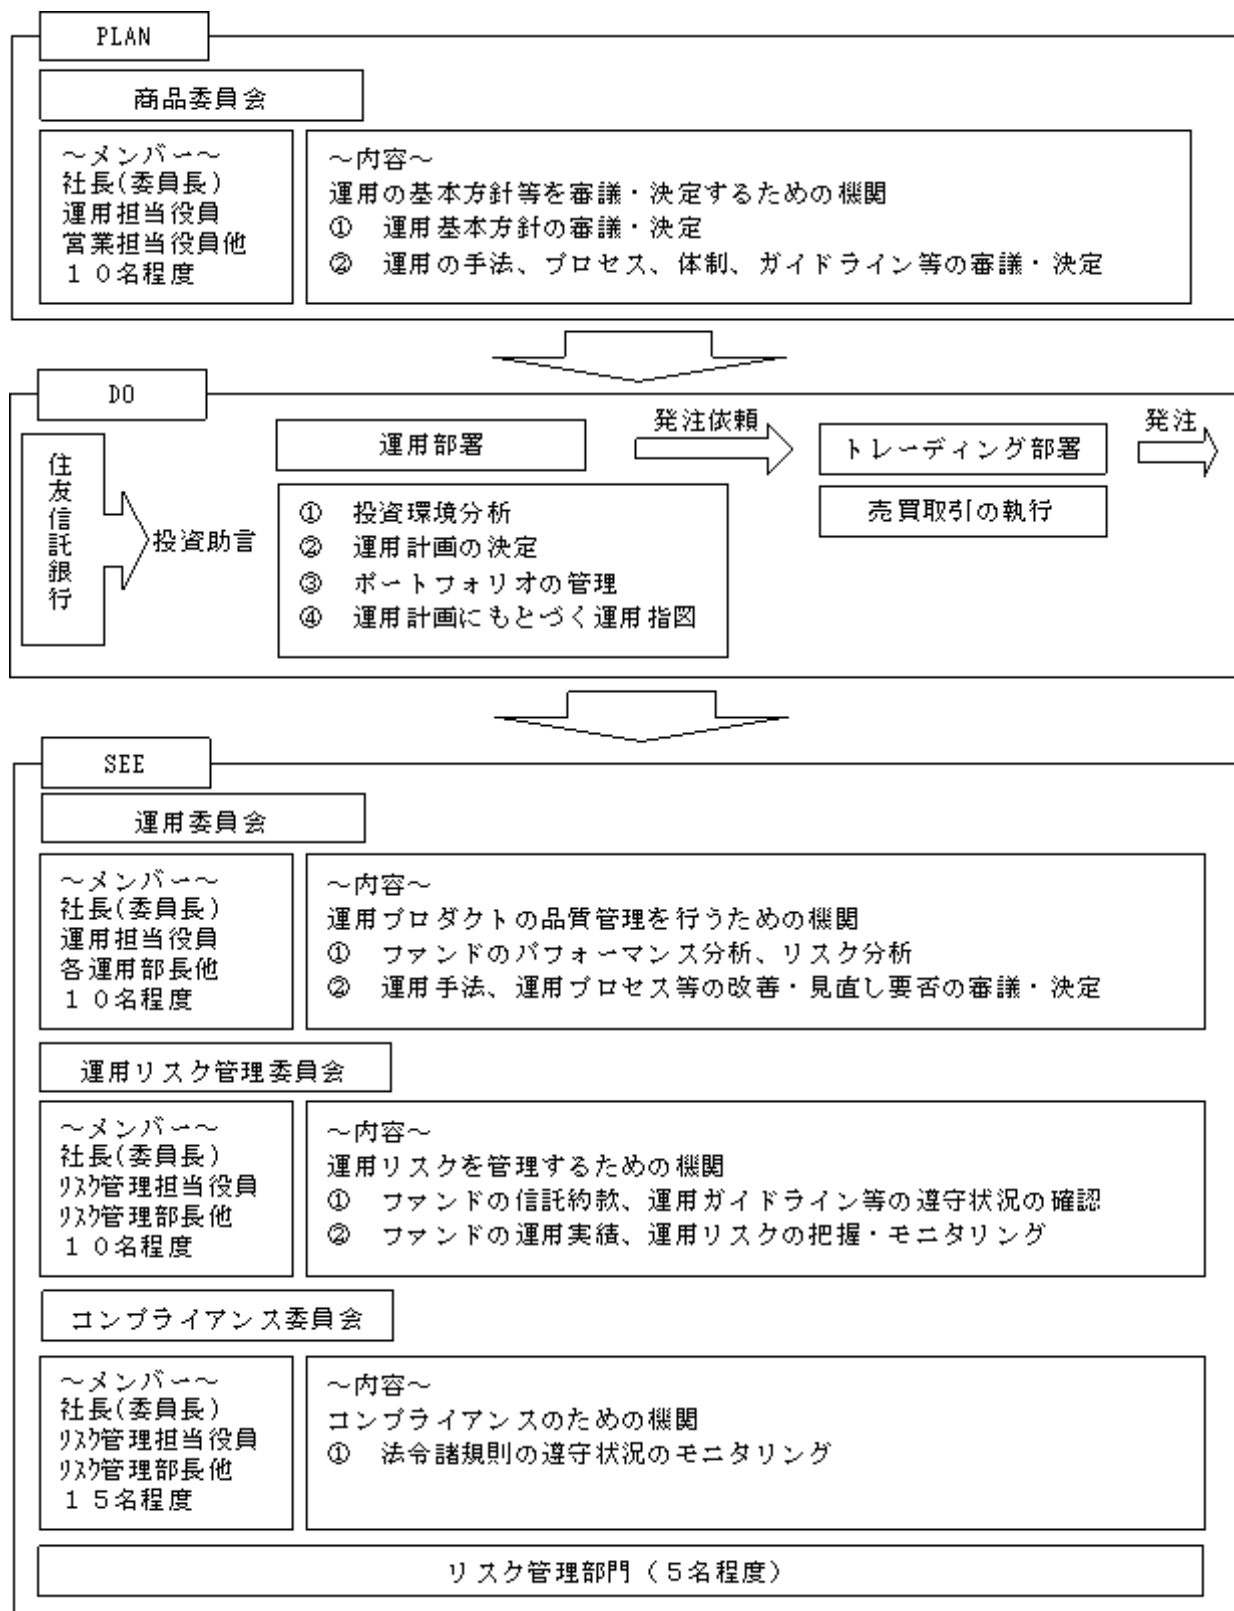 PLAN
商品委員会
～メンバー～
社長(委員長)
運用担当役員
営業担当役員他
１０名程度
～内容～
運用の基本方針等を審議・決定するための機関
① 運用基本方針の審議・決定
② 運用の手法、プロセス、体制、ガイドライン等の審議・決定
DO
住友信託銀行
投資助言
運用部署
① 投資環境分析
② 運用計画の決定
③ ポートフォリオの管理
④ 運用計画にもとづく運用指図
発注依頼
トレーディング部署
売買取引の執行
発注
SEE
運用委員会
～メンバー～
社長(委員長)
運用担当役員
各運用部長他
１０名程度
～内容～
運用プロダクトの品質管理を行うための機関
① ファンドのパフォーマンス分析、リスク分析
② 運用手法、運用プロセス等の改善・見直し要否の審議・決定
運用リスク管理委員会
～メンバー～
社長(委員長)
ﾘｽｸ管理担当役員
ﾘｽｸ管理部長他
１０名程度
～内容～
運用リスクを管理するための機関
① ファンドの信託約款、運用ガイドライン等の遵守状況の確認
② ファンドの運用実績、運用リスクの把握・モニタリング
コンプライアンス委員会
～メンバー～
社長(委員長)
ﾘｽｸ管理担当役員
ﾘｽｸ管理部長他
１５名程度
～内容～
コンプライアンスのための機関
① 法令諸規則の遵守状況のモニタリング
リスク管理部門（５名程度）